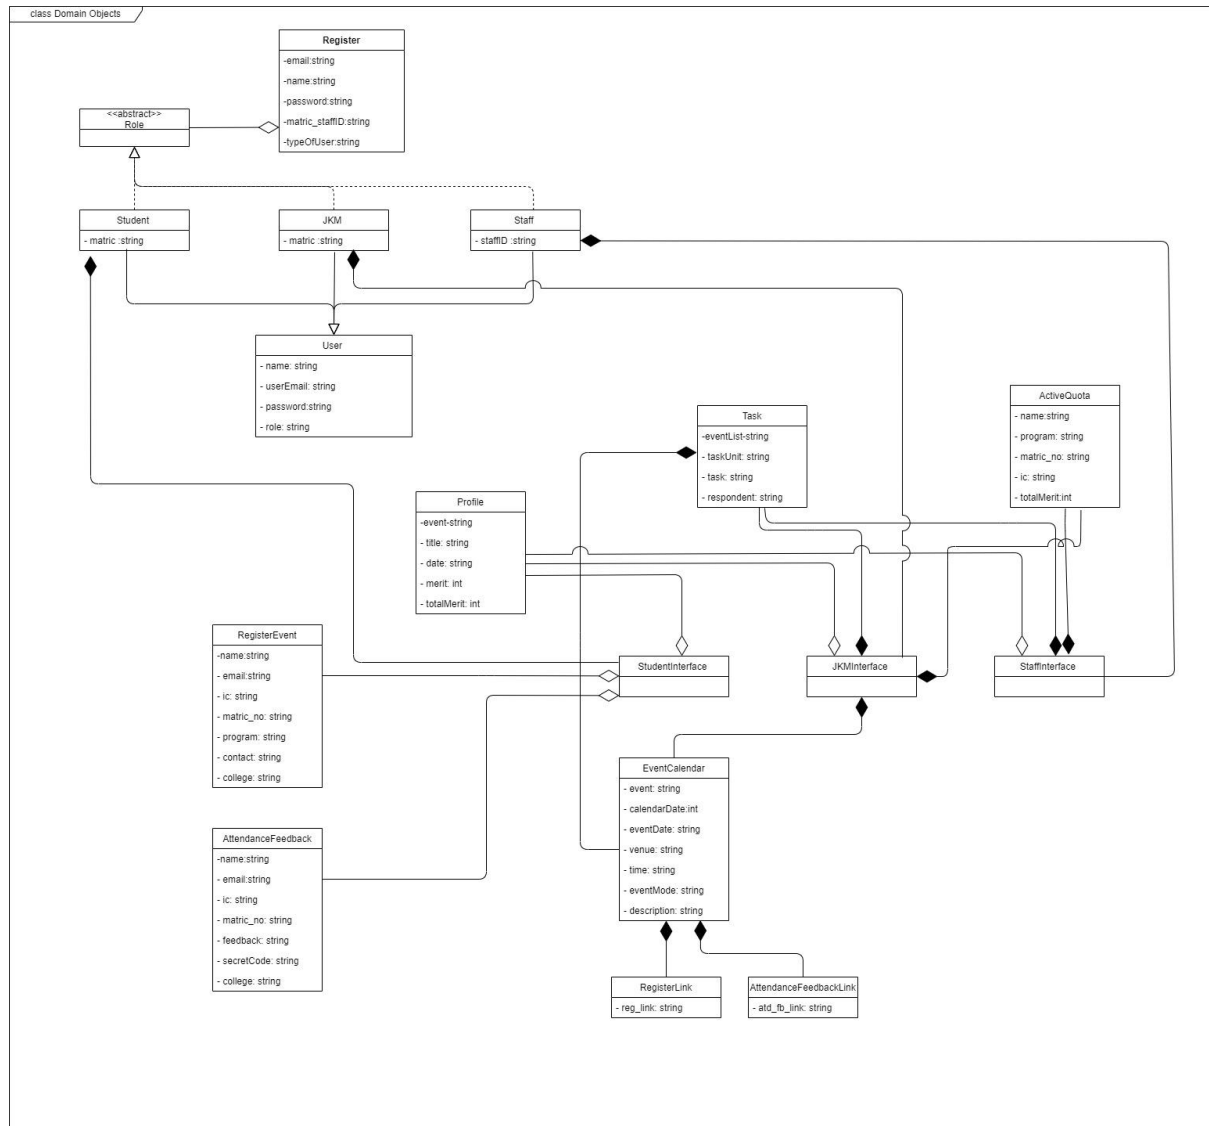 class Domain Objects
Register
-email:string
-name:string
-password:string
-matric_staffID:string
-typeOfUser:string
<<abstract>>
Role
Student
- matric :string
JKM
- matric :string
Staff
- staffID :string
User
- name: string
- userEmail: string
- password:string
- role: string
Task
-eventList-string
- taskUnit: string
- task: string
- respondent: string
ActiveQuota
- name:string
- program: string
- matric_no: string
- ic: string
- totalMerit:int
Profile
-event-string
- title: string
- date: string
- merit: int
- totalMerit: int
RegisterEvent
-name:string
- email:string
- ic: string
- matric_no: string
- program: string
- contact: string
- college: string
StudentInterface
JKMInterface
StaffInterface
EventCalendar
- event: string
- calendarDate:int
- eventDate: string
- venue: string
- time: string
- eventMode: string
- description: string
AttendanceFeedback
-name:string
- email:string
- ic: string
- matric_no: string
- feedback: string
- secretCode: string
- college: string
RegisterLink
- reg_link: string
AttendanceFeedbackLink
- atd_fb_link: string